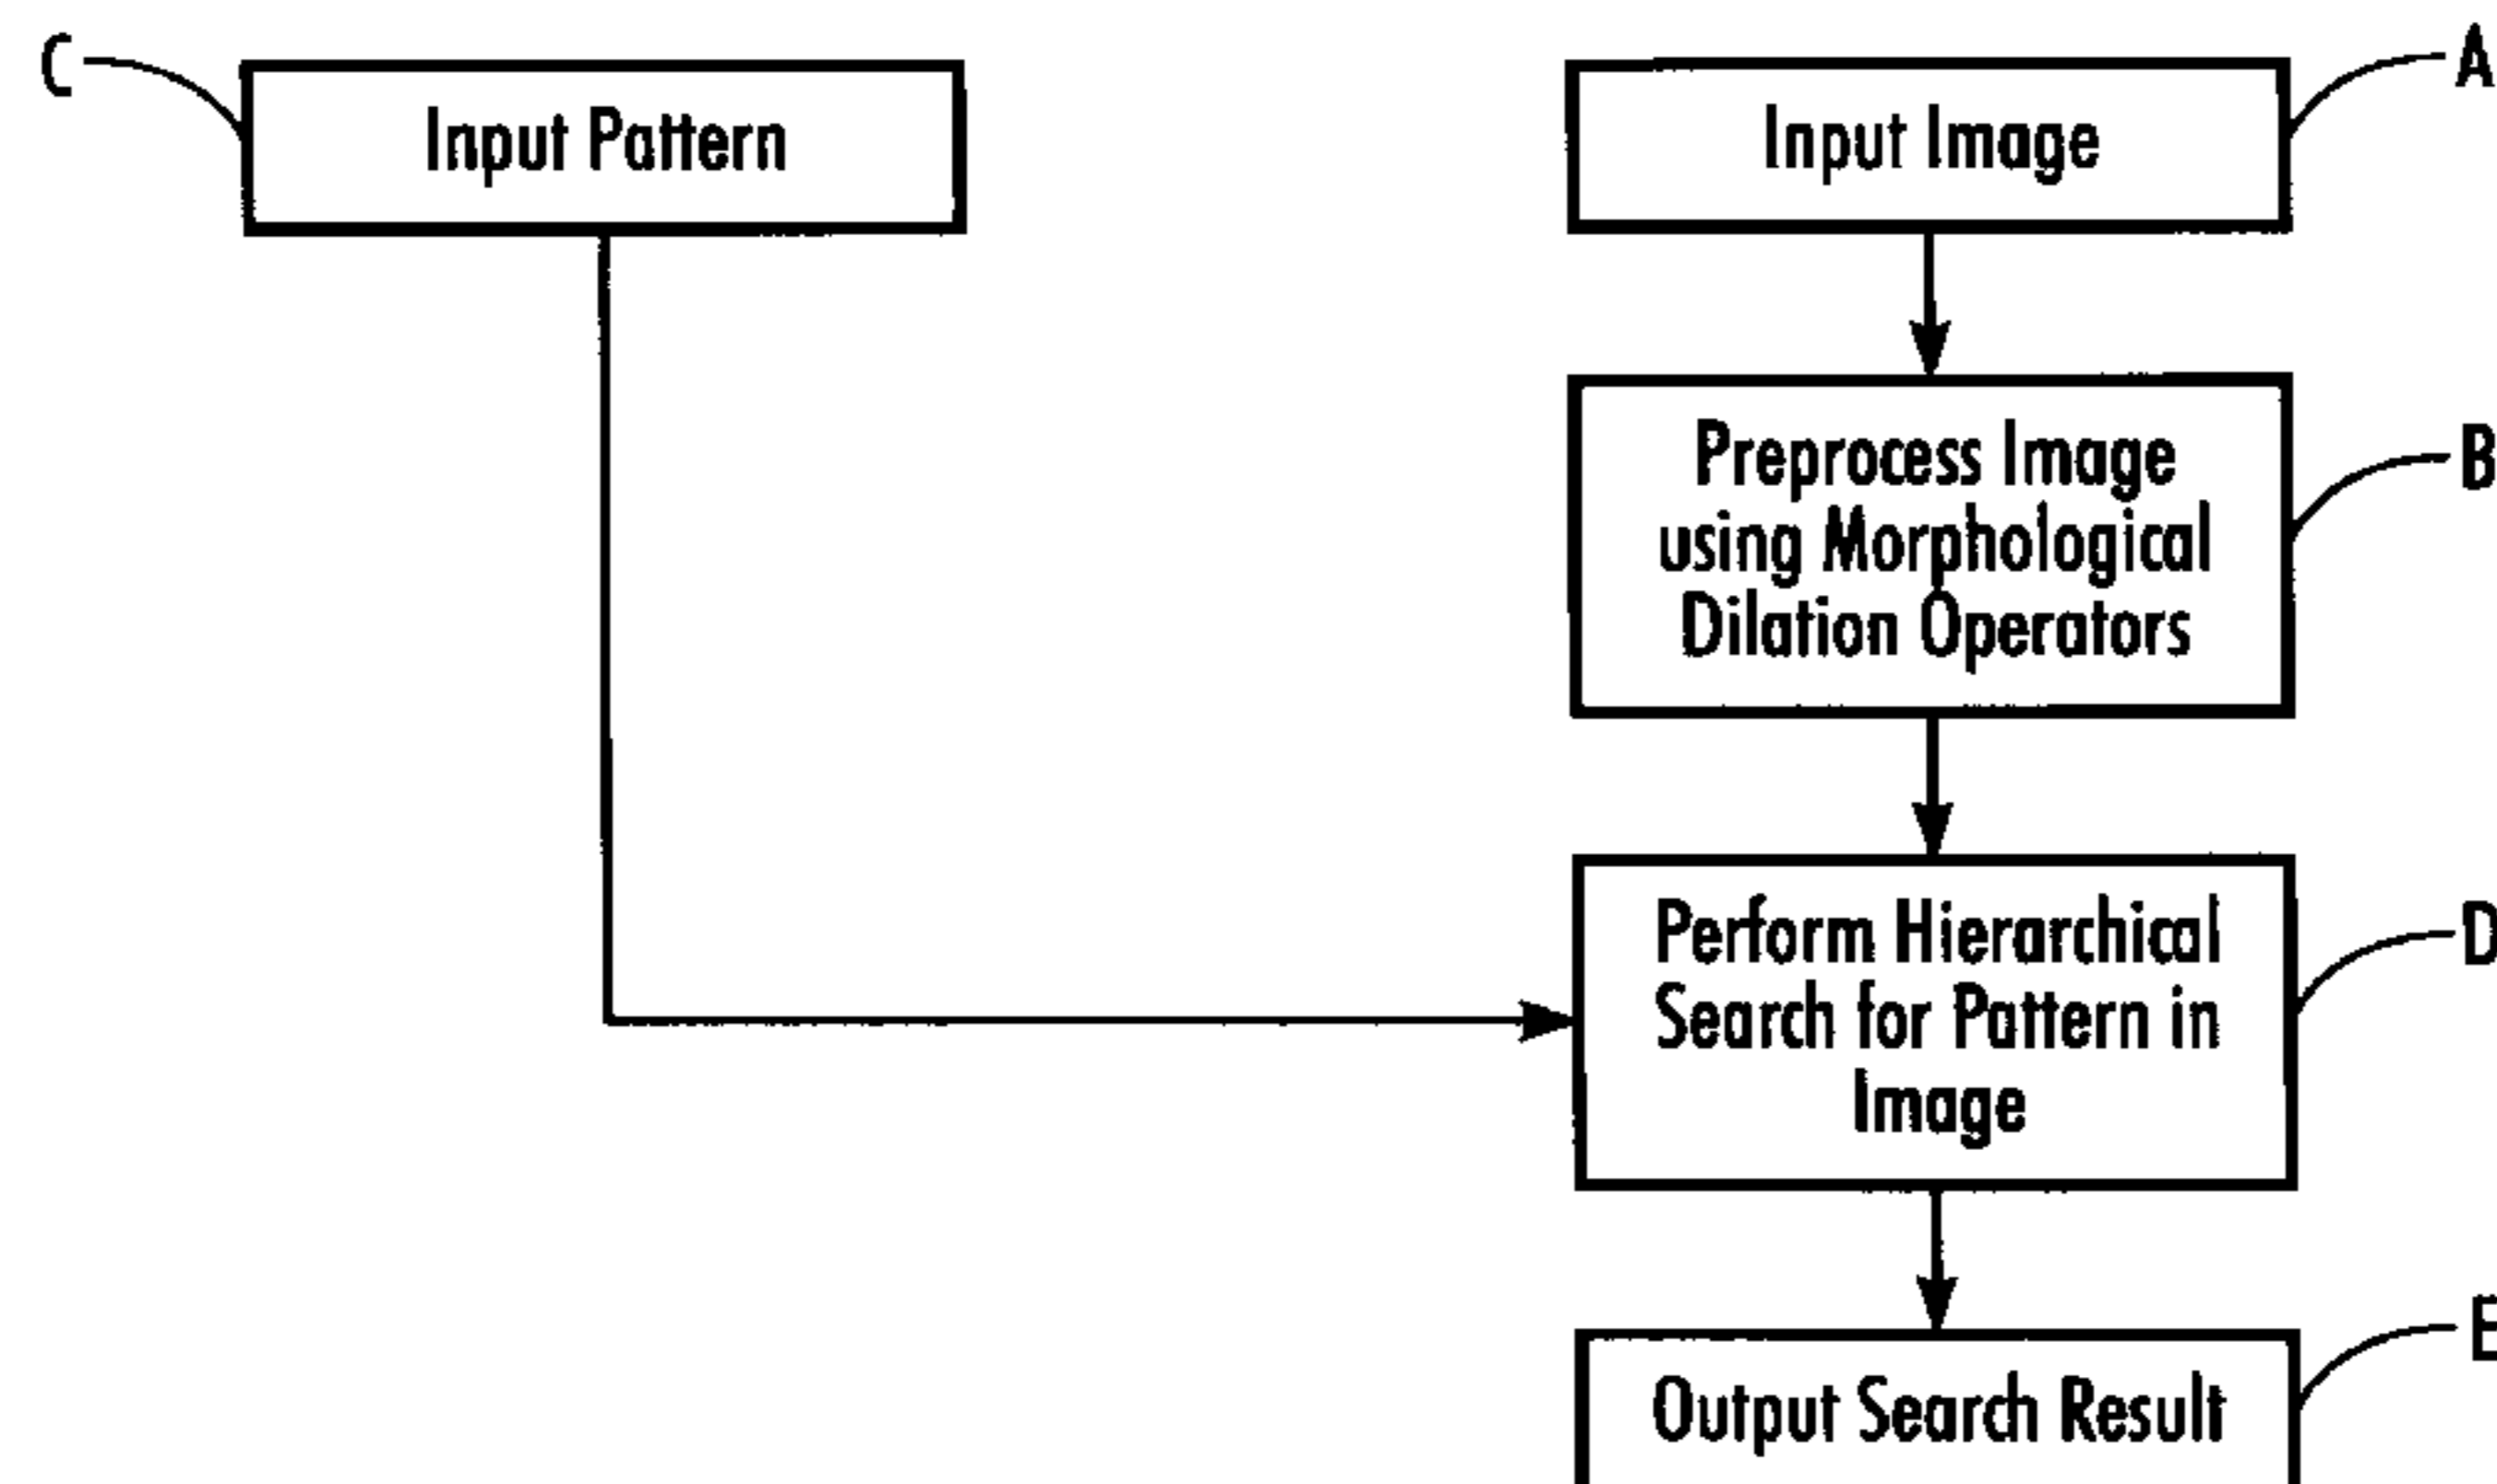 C
Input Pattern
Input Image
A
Preprocess Image
using Morphological
Dilation Operators
B
Perform Hierarchical
Search for Pattern in
Image
D
Output Search Result
E